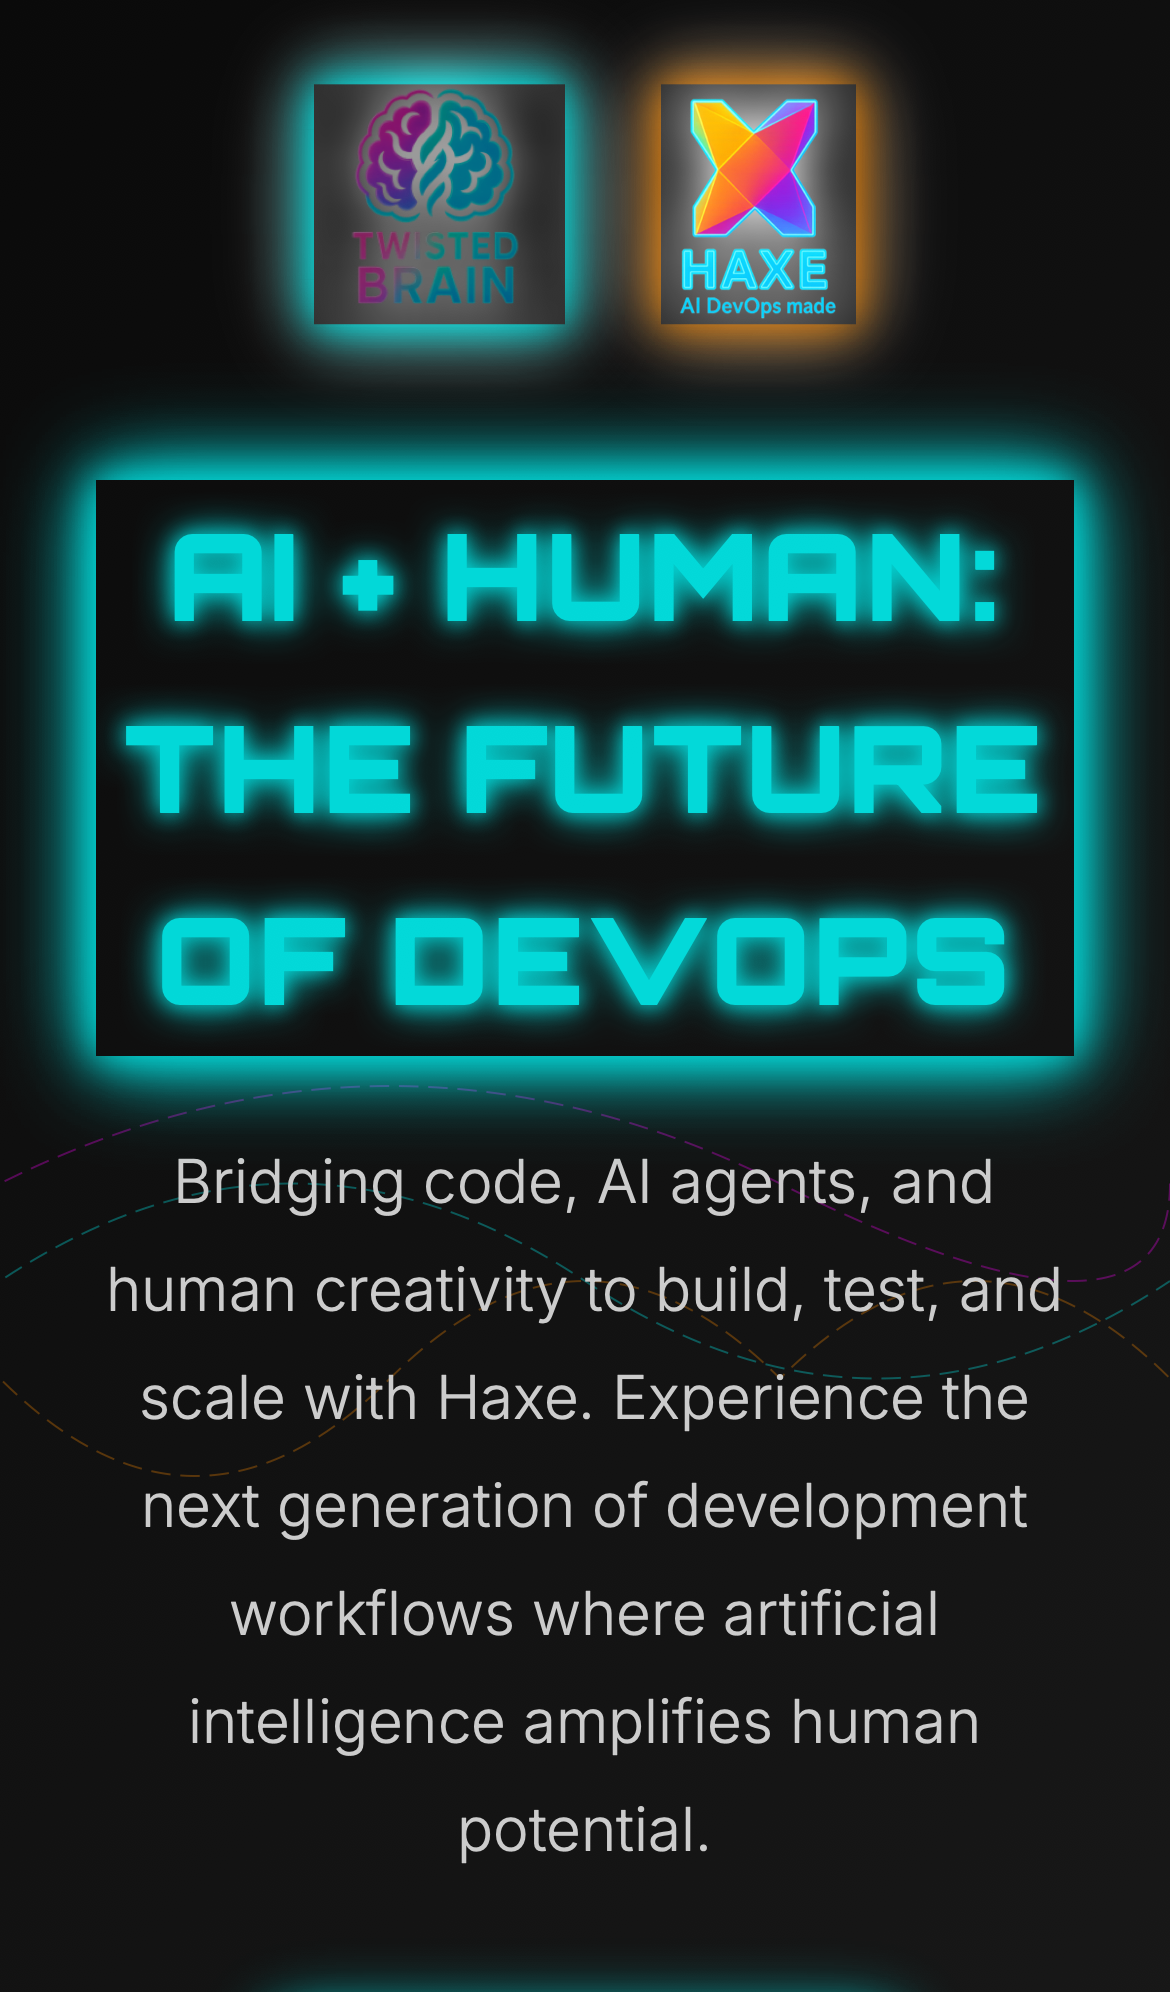 TWISTED
BRAIN
HAXE
AI DevOps made
AI + HUMAN:
THE FUTURE
OF DEVOPS
Bridging code, AI agents, and
human creativity to build, test, and
scale with Haxe. Experience the
next generation of development
workflows where artificial
intelligence amplifies human
potential.